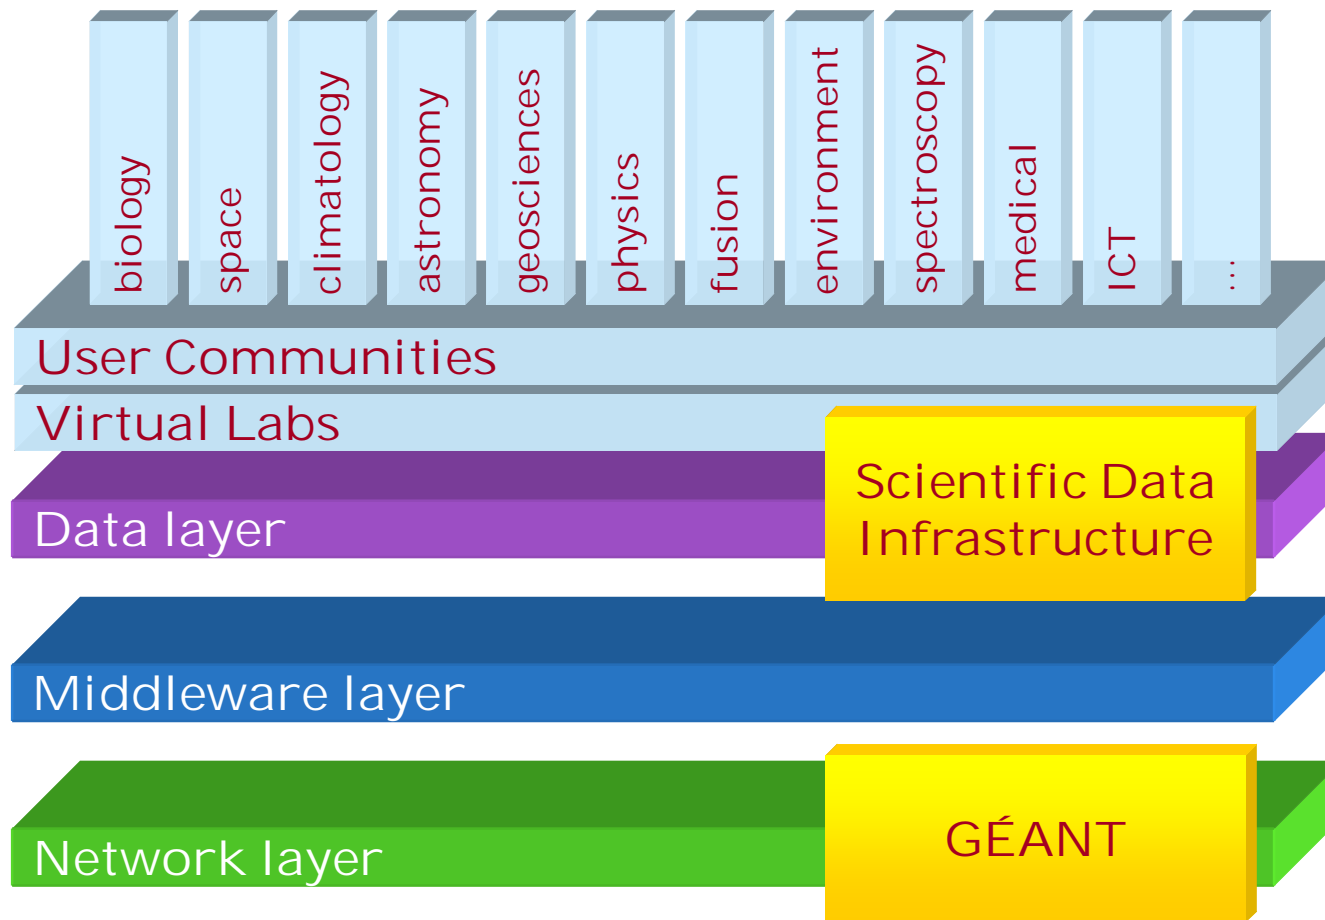 biology
space
climatology
astronomy
geosciences
physics
fusion
environment
spectroscopy
medical
ICT
...
User Communities
Virtual Labs
Scientific Data
Infrastructure
Data layer
Middleware layer
GÉANT
Network layer